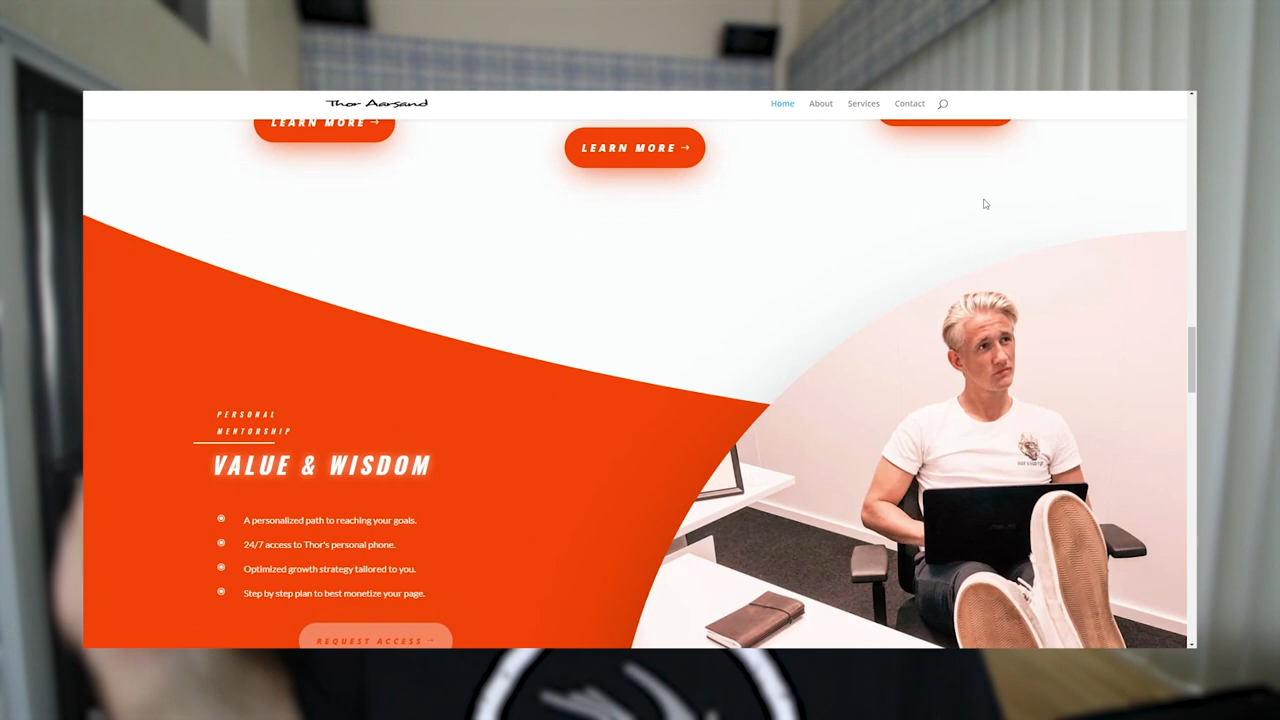 Thor Aarsand
Home About Services Contact
LEARN MORE →
LEARN MORE →
PERSONAL
MENTORSHIP
VALUE & WISDOM
A personalized path to reaching your goals.
24/7 access to Thor's personal phone.
Optimized growth strategy tailored to you.
Step by step plan to best monetize your page.
REQUEST ACCESS →